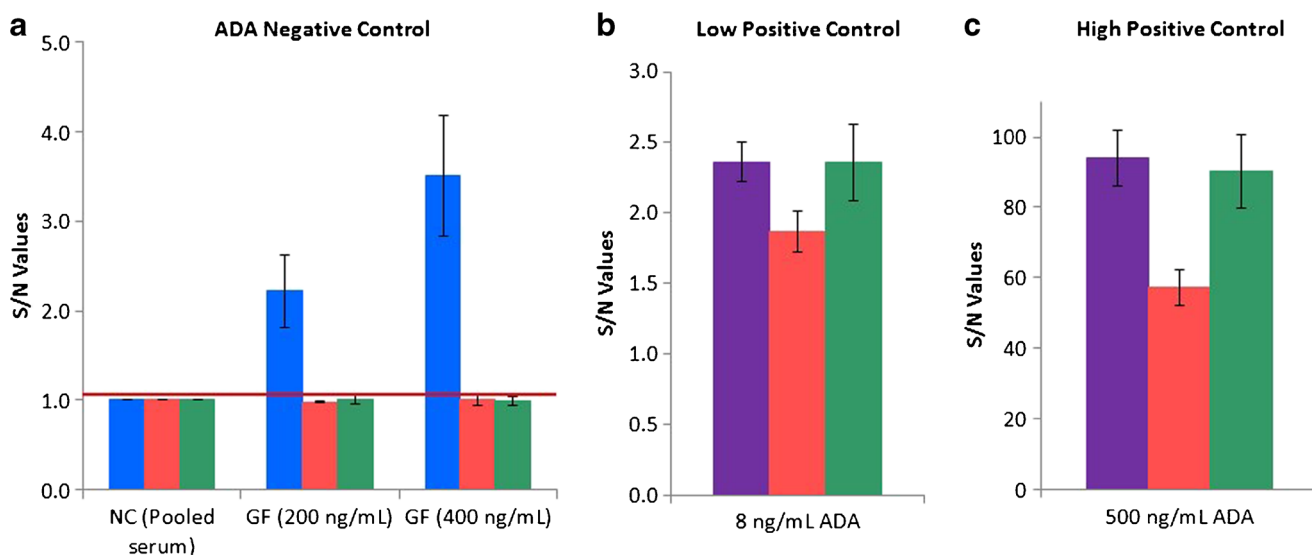 a
ADA Negative Control
5.0
4.0
3.0
2.0
1.0
0.0
S/N Values
NC (Pooled
serum)
GF (200 ng/mL)
GF (400 ng/mL)
b
Low Positive Control
3.0
2.5
2.0
1.5
1.0
0.5
0.0
S/N Values
8 ng/mL ADA
c
High Positive Control
100
80
60
40
20
0
S/N Values
500 ng/mL ADA